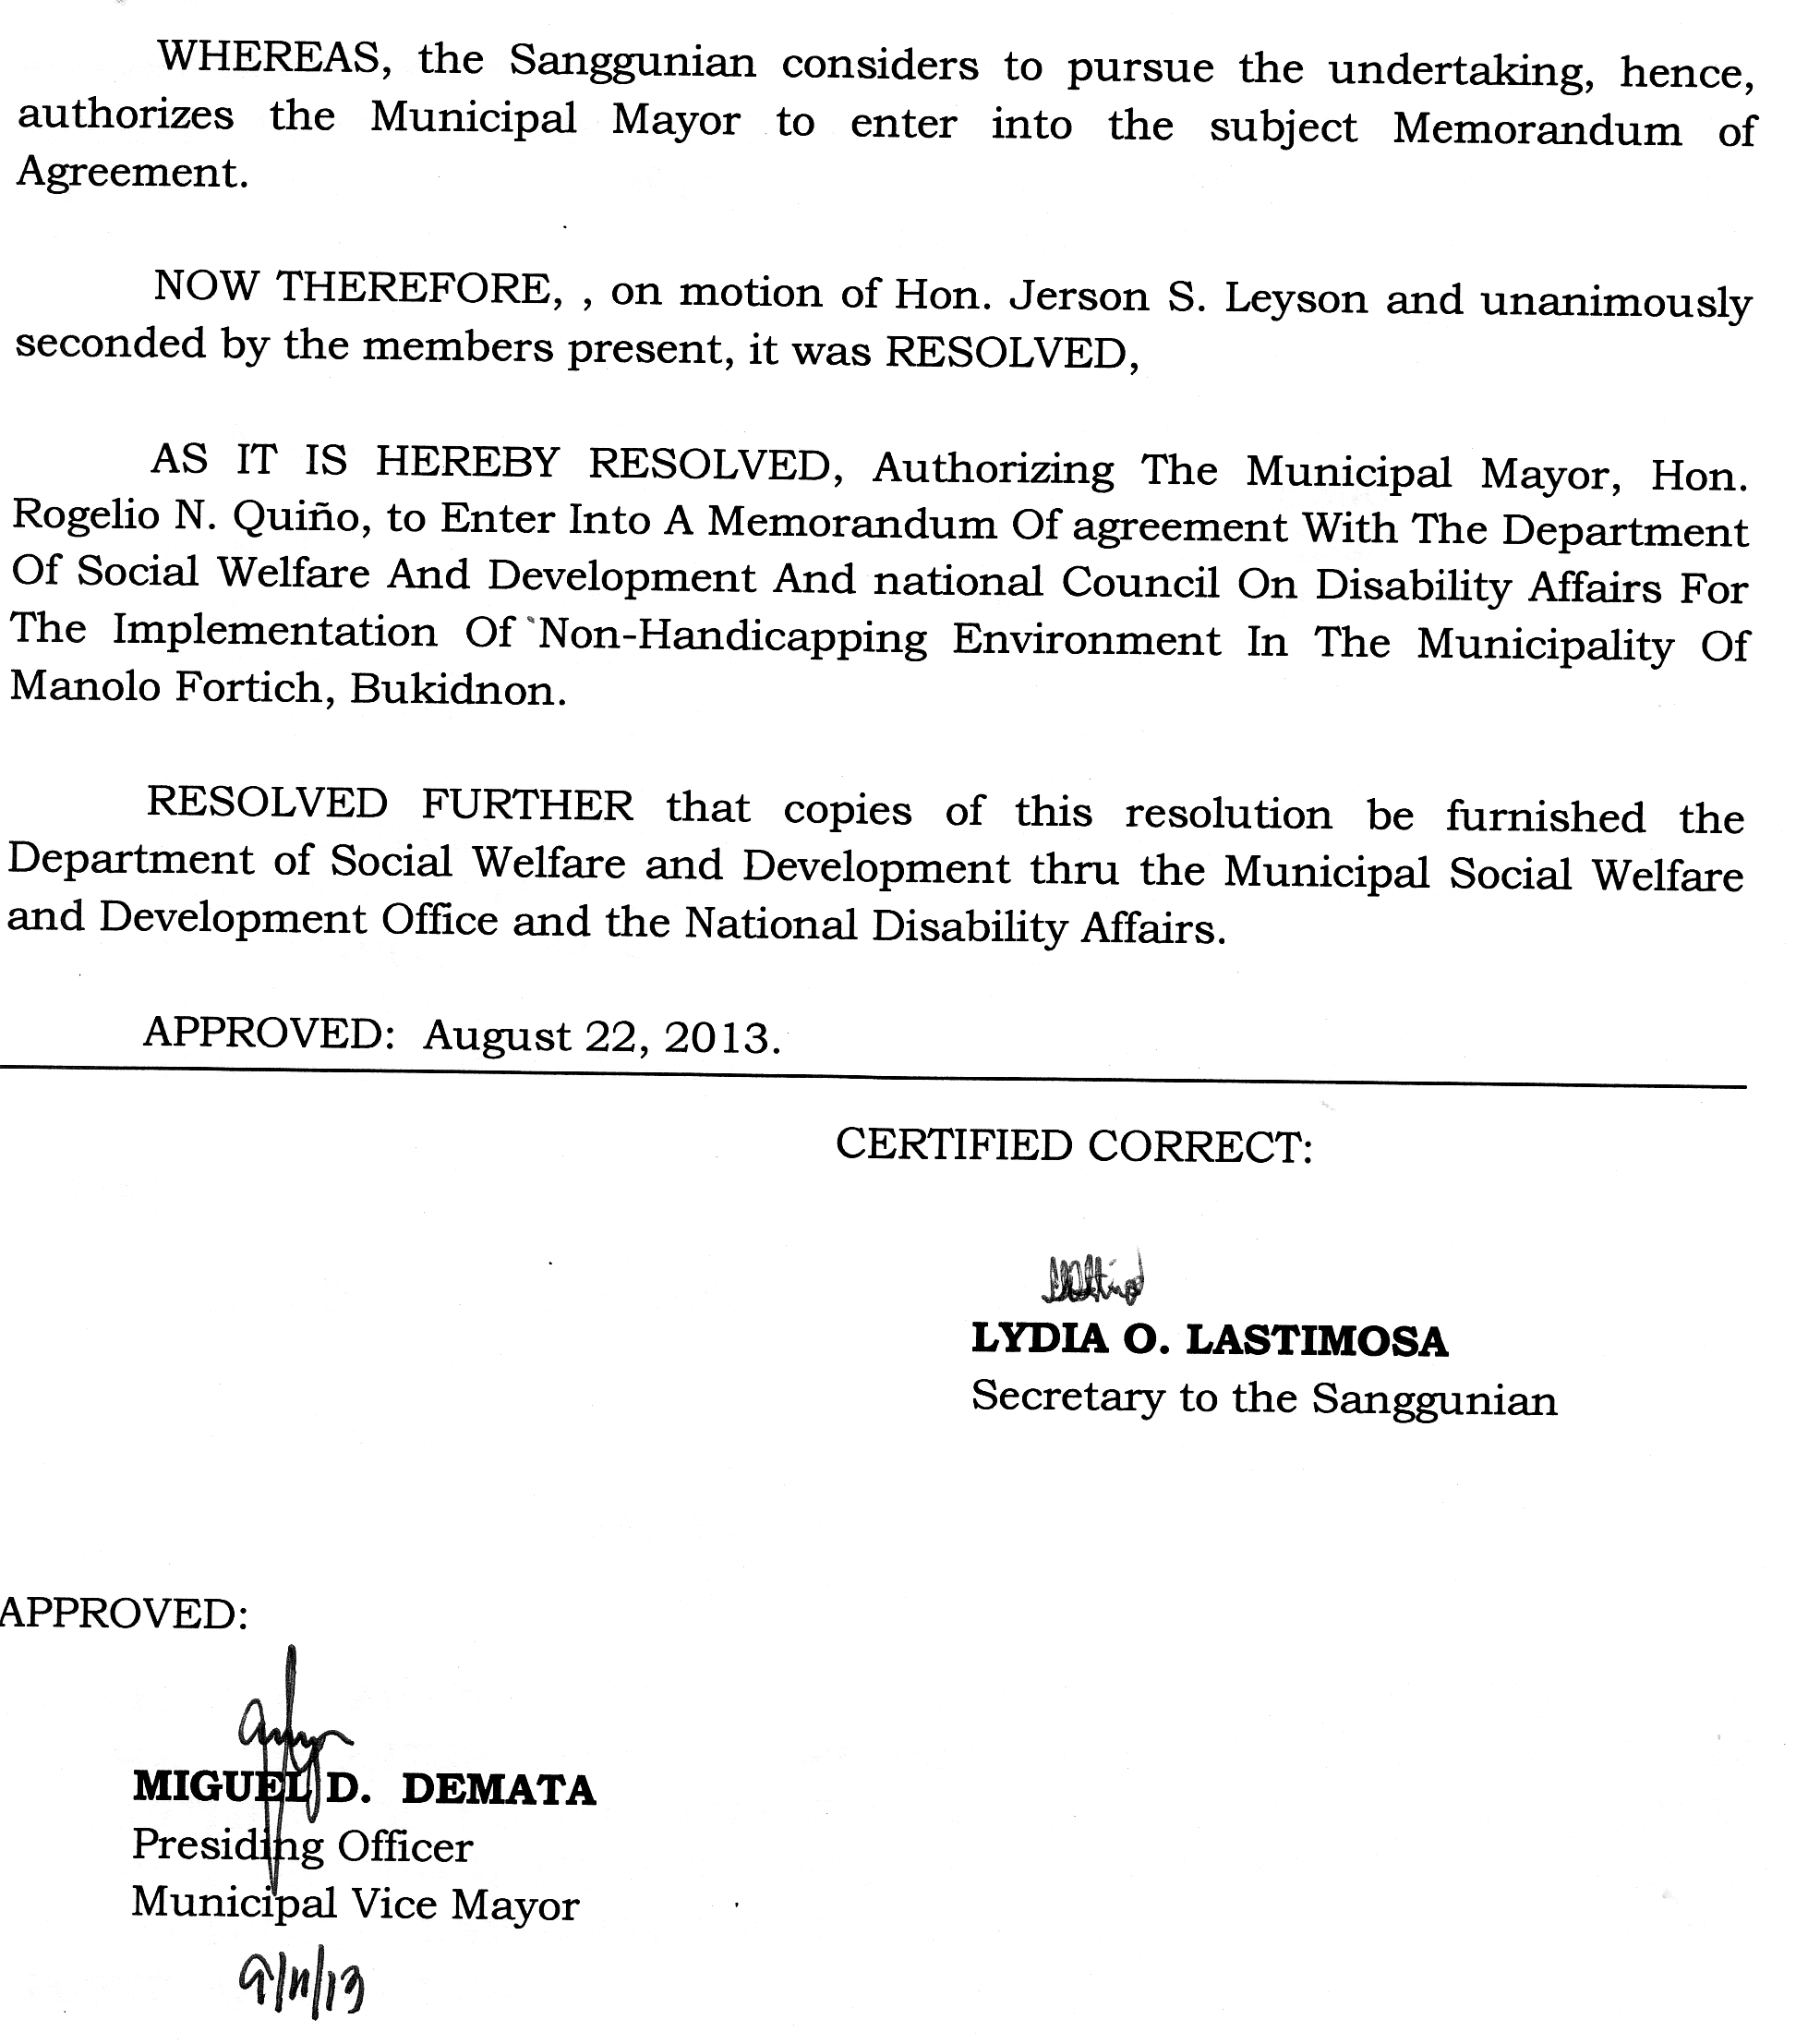 WHEREAS, the Sanggunian considers to pursue the undertaking, hence,
authorizes the Municipal Mayor to enter into the subject Memorandum of
Agreement.
NOW THEREFORE, , on motion of Hon. Jerson S. Leyson and unanimously
seconded by the members present, it was RESOLVED,
AS IT IS HEREBY RESOLVED, Authorizing The Municipal Mayor, Hon.
Rogelio N. Quiño, to Enter Into A Memorandum Of agreement With The Department
Of Social Welfare And Development And national Council On Disability Affairs For
The Implementation Of `Non-Handicapping Environment In The Municipality Of
Manolo Fortich, Bukidnon.
RESOLVED FURTHER that copies of this resolution be furnished the
Department of Social Welfare and Development thru the Municipal Social Welfare
and Development Office and the National Disability Affairs.
APPROVED: August 22, 2013.
CERTIFIED CORRECT:
LYDIA O. LASTIMOSA
Secretary to the Sanggunian
APPROVED:
MIGUEL D. DEMATA
Presiding Officer
Municipal Vice Mayor
9/11/13